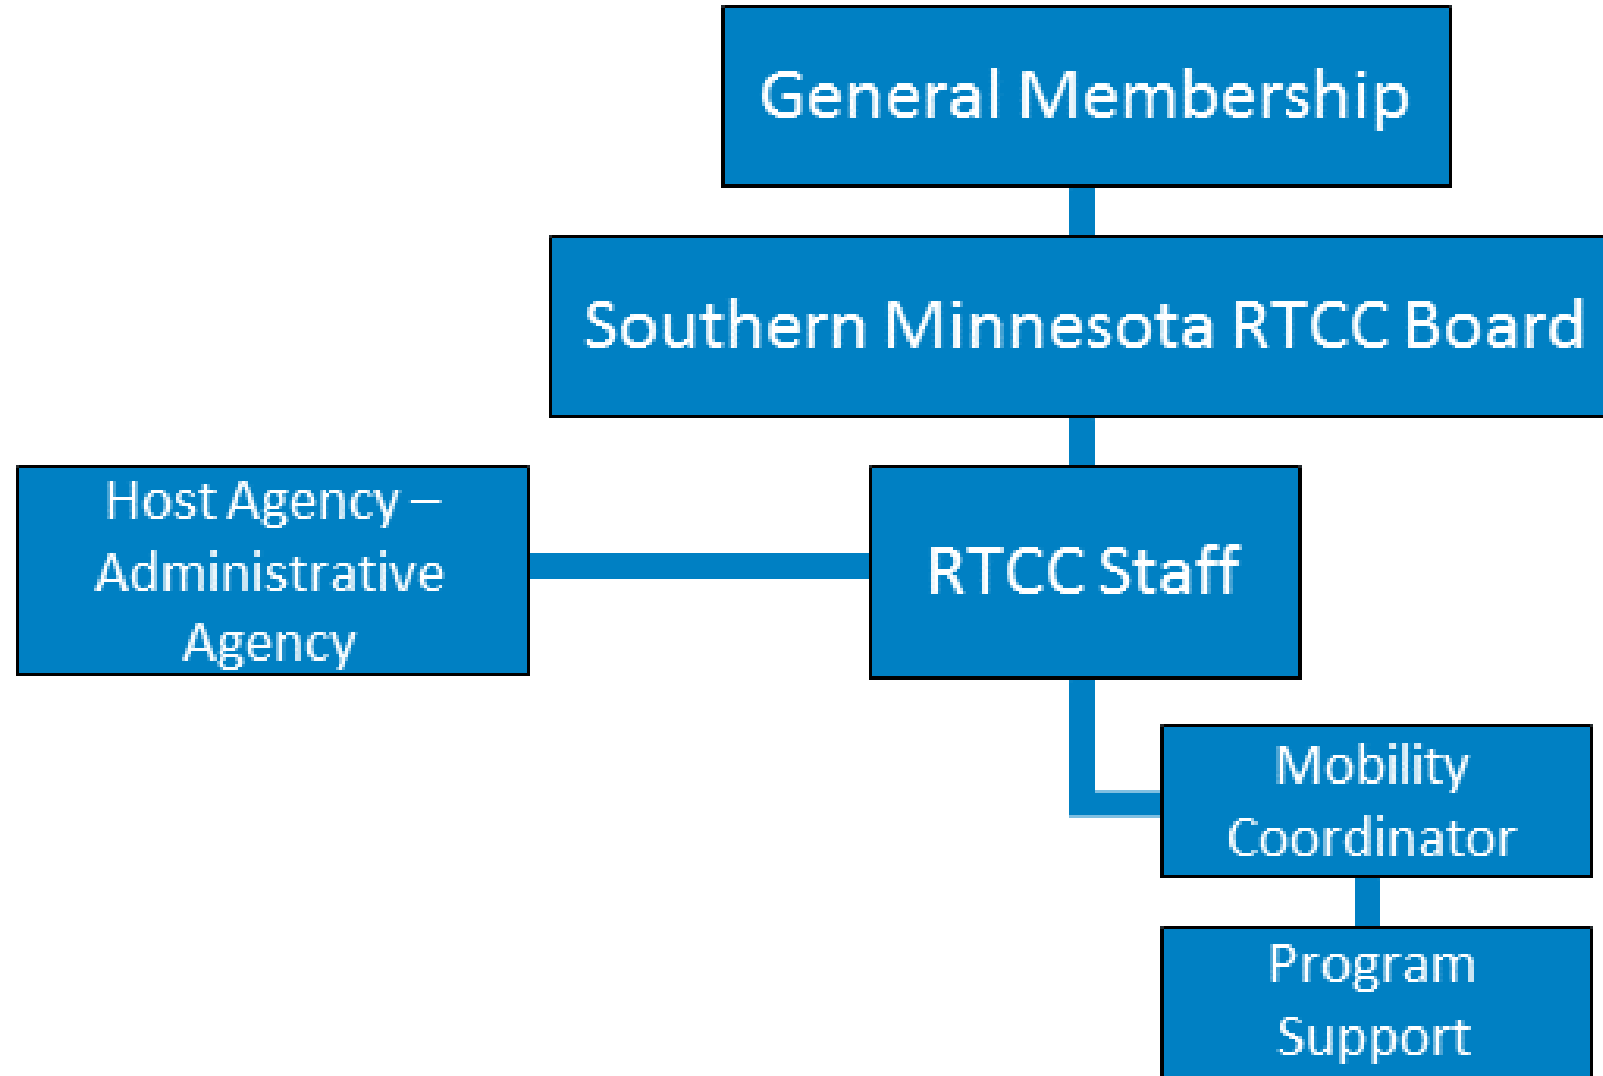 General Membership
Southern Minnesota RTCC Board
Host Agency –
Administrative
Agency
RTCC Staff
Mobility
Coordinator
Program
Support